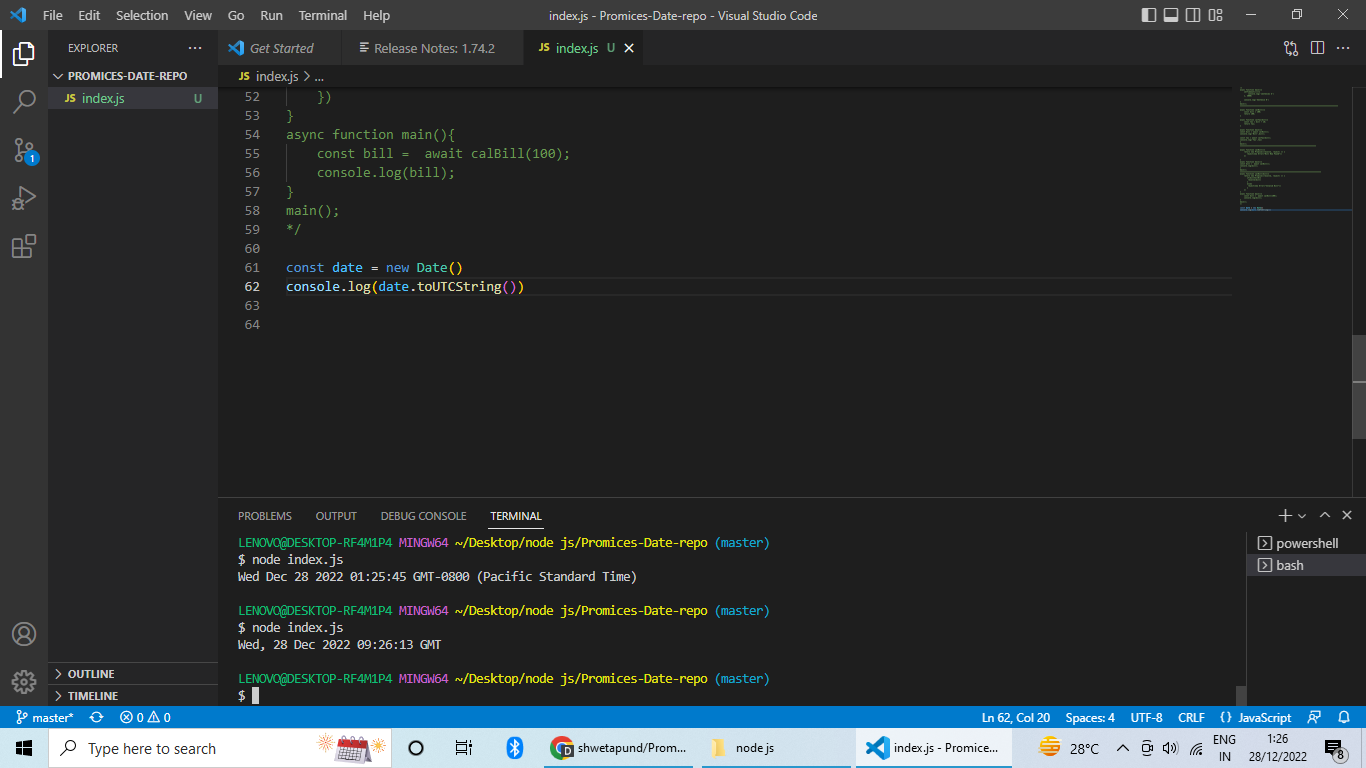 File Edit Selection View Go Run Terminal Help index.js - Promices-Date-repo - Visual Studio Code
EXPLORER
Get Started Release Notes: 1.74.2 JS index.js U
PROMICES-DATE-REPO
JS index.js > ...
JS index.js U
52 })
53 }
54 async function main(){
55 const bill =  await calBill(100);
56 console.log(bill);
57 }
58 main();
59 */
60
61 const date = new Date()
62 console.log(date.toUTCString())
63
64
PROBLEMS OUTPUT DEBUG CONSOLE TERMINAL
LENOVO@DESKTOP-RF4M1P4 MINGW64 ~/Desktop/node js/Promices-Date-repo (master)
$ node index.js
Wed Dec 28 2022 01:25:45 GMT-0800 (Pacific Standard Time)
LENOVO@DESKTOP-RF4M1P4 MINGW64 ~/Desktop/node js/Promices-Date-repo (master)
$ node index.js
Wed, 28 Dec 2022 09:26:13 GMT
LENOVO@DESKTOP-RF4M1P4 MINGW64 ~/Desktop/node js/Promices-Date-repo (master)
$
powershell
bash
1
OUTLINE
TIMELINE
master* 0 0 Ln 62, Col 20 Spaces: 4 UTF-8 CRLF {} JavaScript
Type here to search shwetapund/Prom... node js index.js - Promice... 28°C ENG IN 1:26 28/12/2022 8